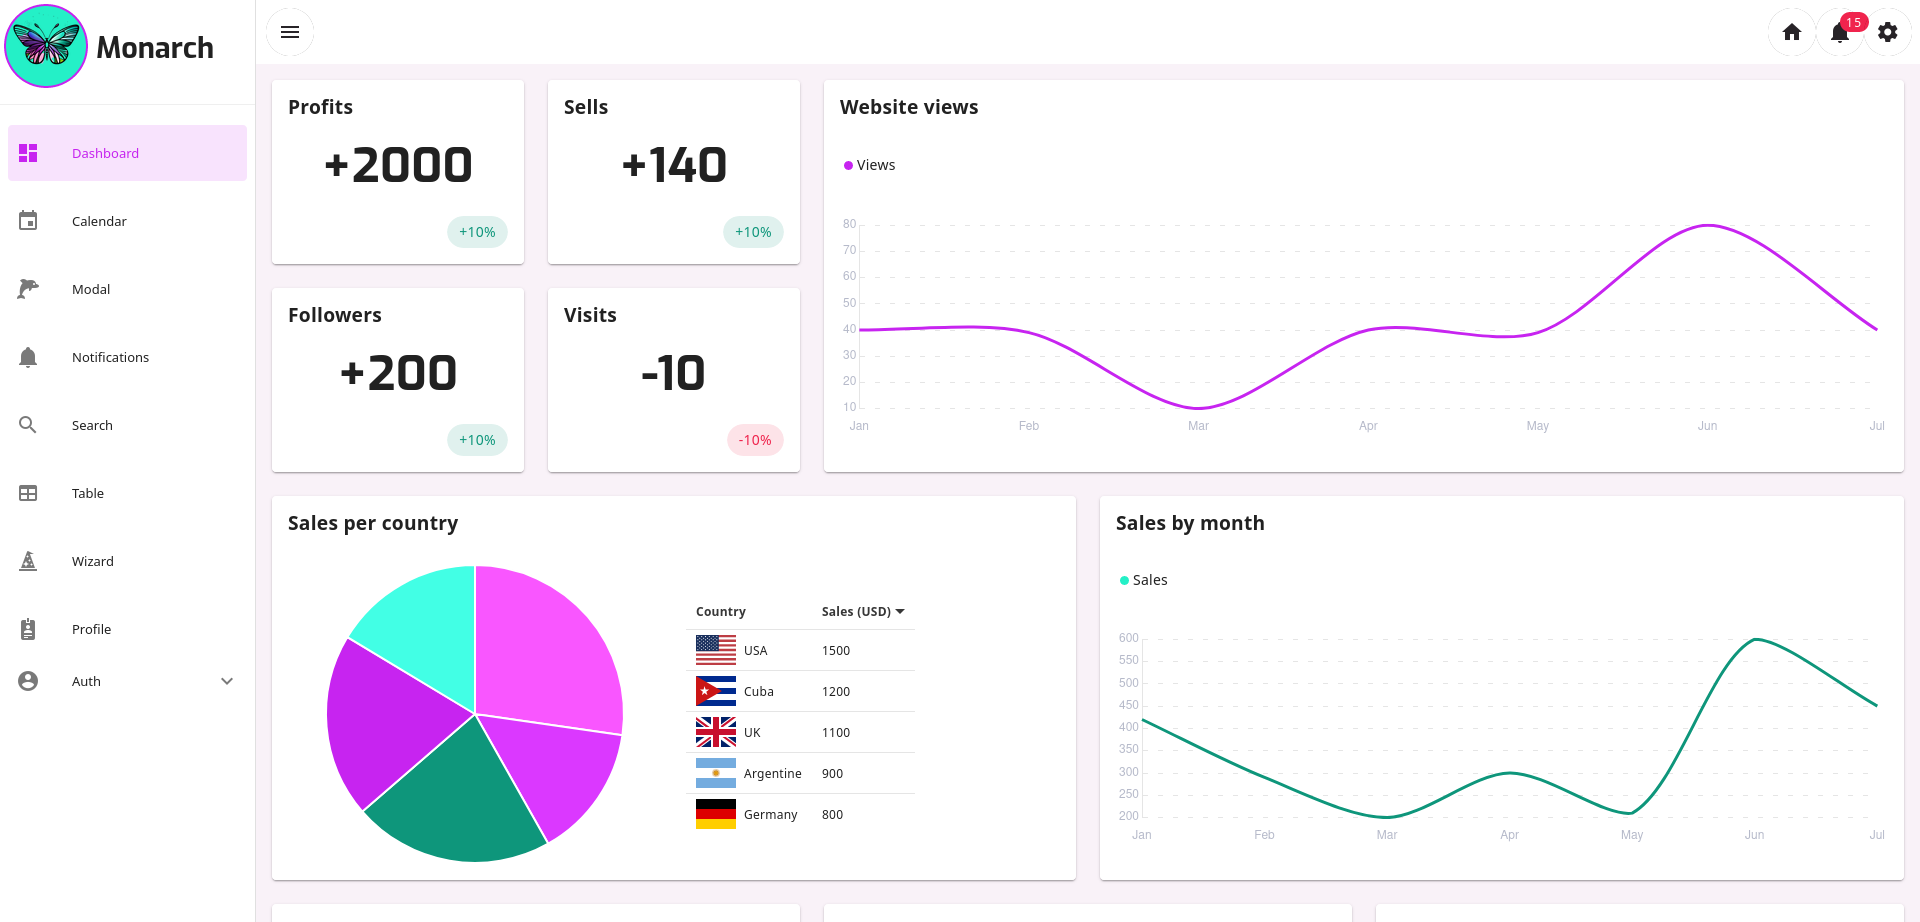 Monarch
15
Dashboard
Calendar
Modal
Notifications
Search
Table
Wizard
Profile
Auth
Profits
+2000
+10%
Sells
+140
+10%
Followers
+200
+10%
Visits
-10
-10%
Website views
Views
80
70
60
50
40
30
20
10
Jan Feb Mar Apr May Jun Jul
Sales per country
Country Sales (USD)
USA 1500
Cuba 1200
UK 1100
Argentine 900
Germany 800
Sales by month
Sales
600
550
500
450
400
350
300
250
200
Jan Feb Mar Apr May Jun Jul